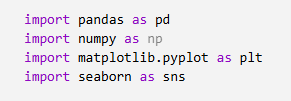 import pandas as pd
import numpy as np
import matplotlib.pyplot as plt
import seaborn as sns